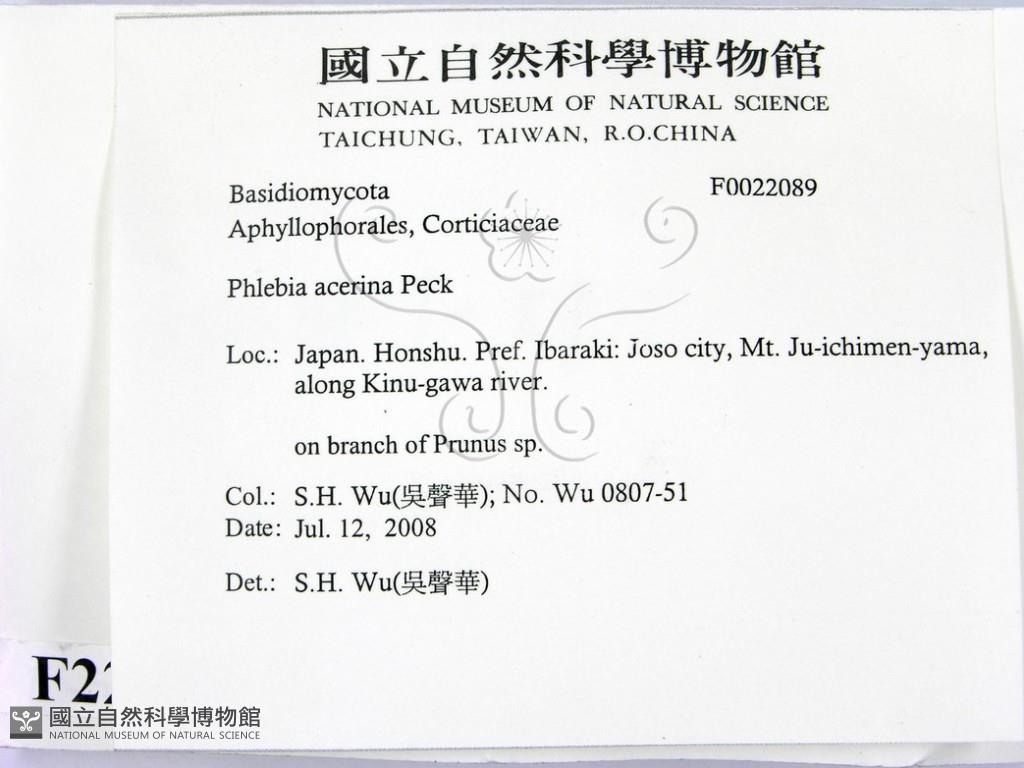 國立自然科學博物館
NATIONAL MUSEUM OF NATURAL SCIENCE
TAICHUNG, TAIWAN, R.O.CHINA
Basidiomycota F0022089
Aphyllophorales, Corticiaceae
Phlebia acerina Peck
Loc.: Japan. Honshu. Pref. Ibaraki: Joso city, Mt. Ju-ichimen-yama,
along Kinu-gawa river.
on branch of Prunus sp.
Col.: S.H. Wu(吳聲華); No. Wu 0807-51
Date: Jul. 12, 2008
Det.: S.H. Wu(吳聲華)
國立自然科學博物館
NATIONAL MUSEUM OF NATURAL SCIENCE